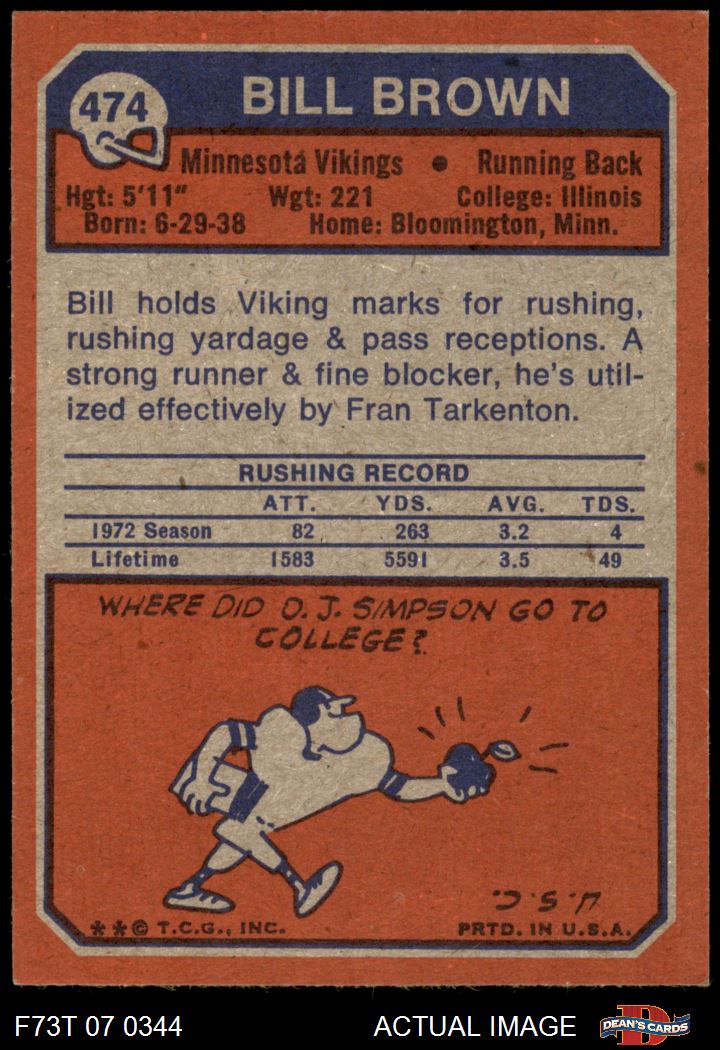 474
BILL BROWN
Minnesota Vikings • Running Back
Hgt: 5'11" Wgt: 221 College: Illinois
Born: 6-29-38 Home: Bloomington, Minn.
Bill holds Viking marks for rushing,
rushing yardage & pass receptions. A
strong runner & fine blocker, he's util-
ized effectively by Fran Tarkenton.
RUSHING RECORD
ATT. YDS. AVG. TDS.
1972 Season 82 263 3.2 4
Lifetime 1583 5591 3.5 49
WHERE DID O.J. SIMPSON GO TO
COLLEGE?
U.S.C.
**© T.C.G., INC. PRTD. IN U.S.A.
F73T 07 0344 ACTUAL IMAGE
D
DEAN'S CARDS